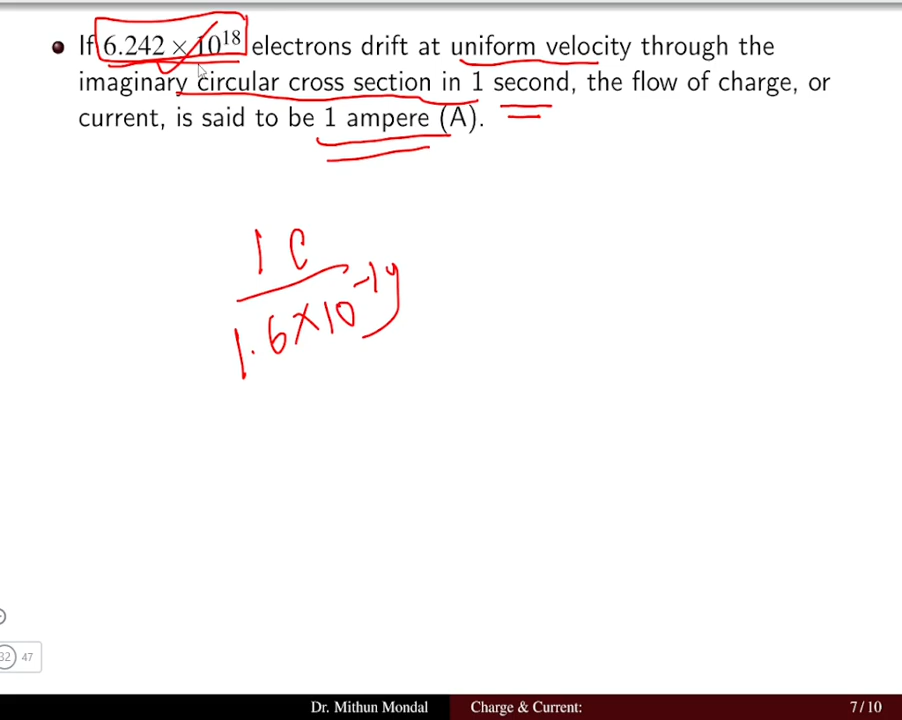 If 6.242 × 10¹⁸ electrons drift at uniform velocity through the
imaginary circular cross section in 1 second, the flow of charge, or
current, is said to be 1 ampere (A).
1 C
1.6×10⁻¹⁹
32 47
Dr. Mithun Mondal Charge & Current: 7 / 10